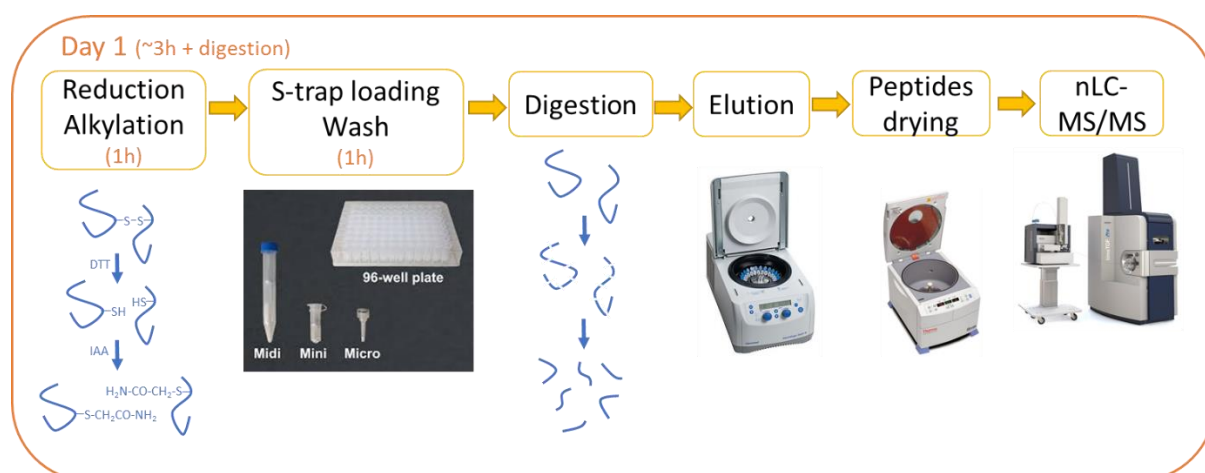 Day 1 (~3h + digestion)
Reduction
Alkylation
(1h)
S-trap loading
Wash
(1h)
Digestion
Elution
Peptides
drying
nLC-
MS/MS
S-S
DTT
SH
HS
IAA
H₂N-CO-CH₂-S
S-CH₂CO-NH₂
96-well plate
Midi
Mini
Micro